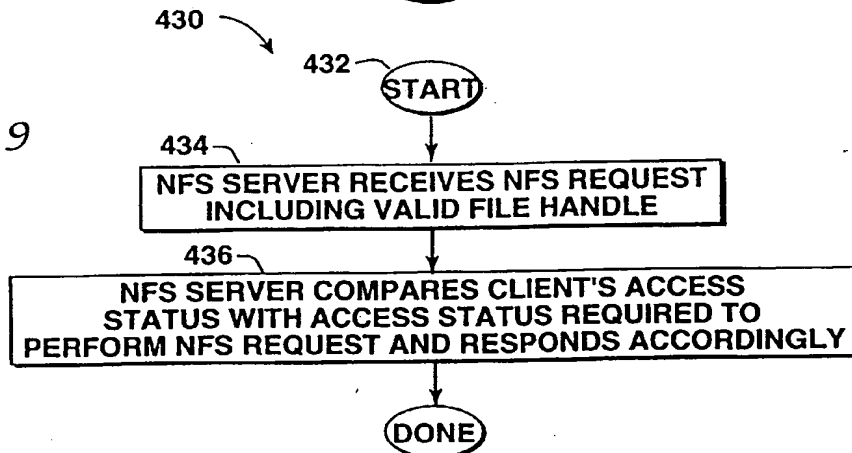 430
432
START
9
434
NFS SERVER RECEIVES NFS REQUEST
INCLUDING VALID FILE HANDLE
436
NFS SERVER COMPARES CLIENT'S ACCESS
STATUS WITH ACCESS STATUS REQUIRED TO
PERFORM NFS REQUEST AND RESPONDS ACCORDINGLY
DONE